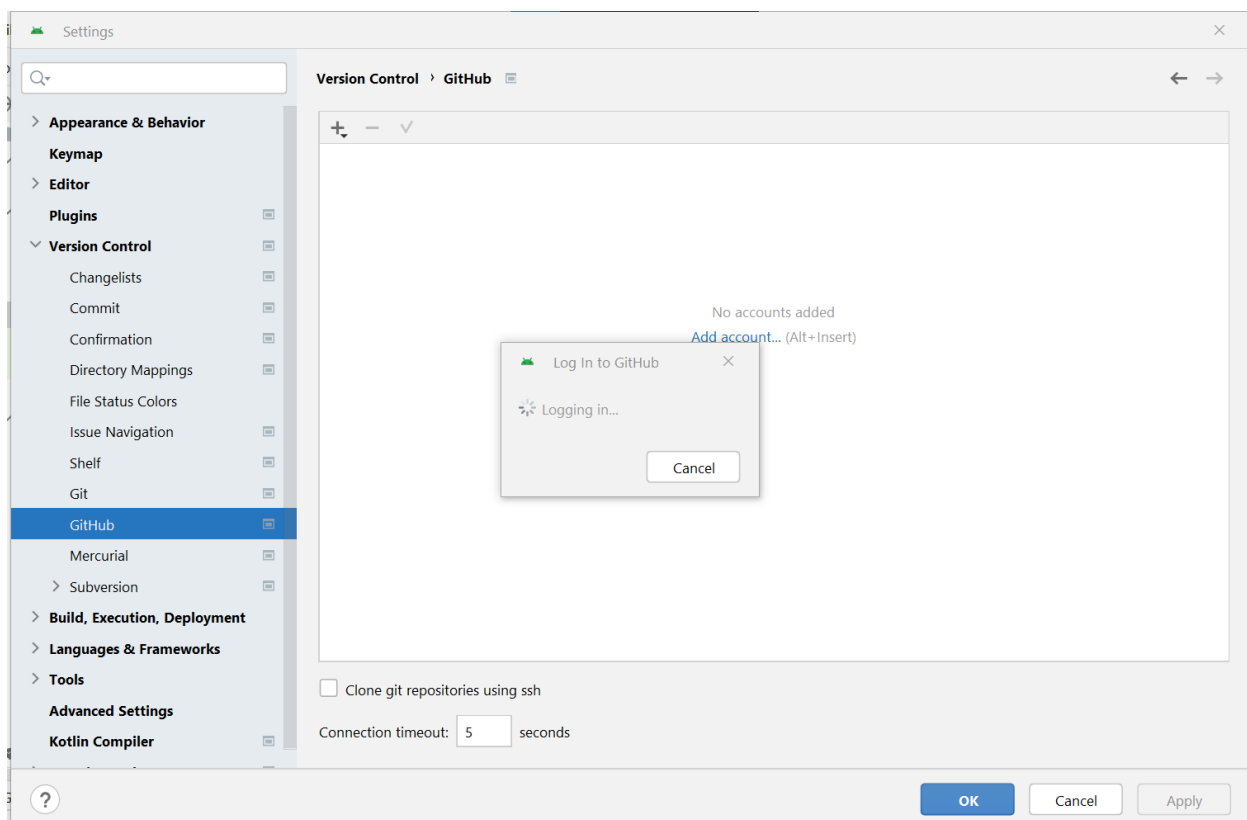 Settings
Version Control › GitHub
Appearance & Behavior
Keymap
Editor
Plugins
Version Control
Changelists
Commit
Confirmation
Directory Mappings
File Status Colors
Issue Navigation
Shelf
Git
GitHub
Mercurial
Subversion
Build, Execution, Deployment
Languages & Frameworks
Tools
Advanced Settings
Kotlin Compiler
No accounts added
Add account... (Alt+Insert)
Log In to GitHub
Logging in...
Cancel
Clone git repositories using ssh
Connection timeout: 5 seconds
?
OK
Cancel
Apply